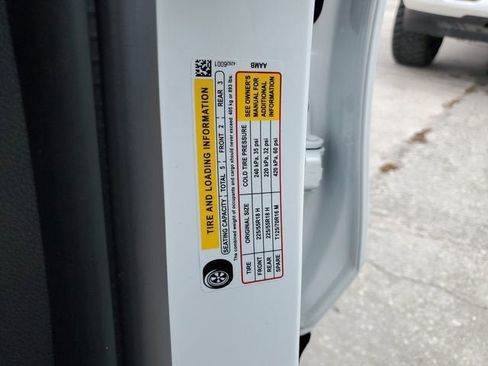 42626001 AAMB
TIRE AND LOADING INFORMATION
SEATING CAPACITY TOTAL 5 FRONT 2 REAR 3
The combined weight of occupants and cargo should never exceed 405 kg or 893 lbs.
TIRE ORIGINAL SIZE COLD TIRE PRESSURE
FRONT 225/55R18 H 240 kPa, 35 psi
REAR 225/55R18 H 220 kPa, 32 psi
SPARE T125/70R16 M 420 kPa, 60 psi
SEE OWNER'S
MANUAL FOR
ADDITIONAL
INFORMATION